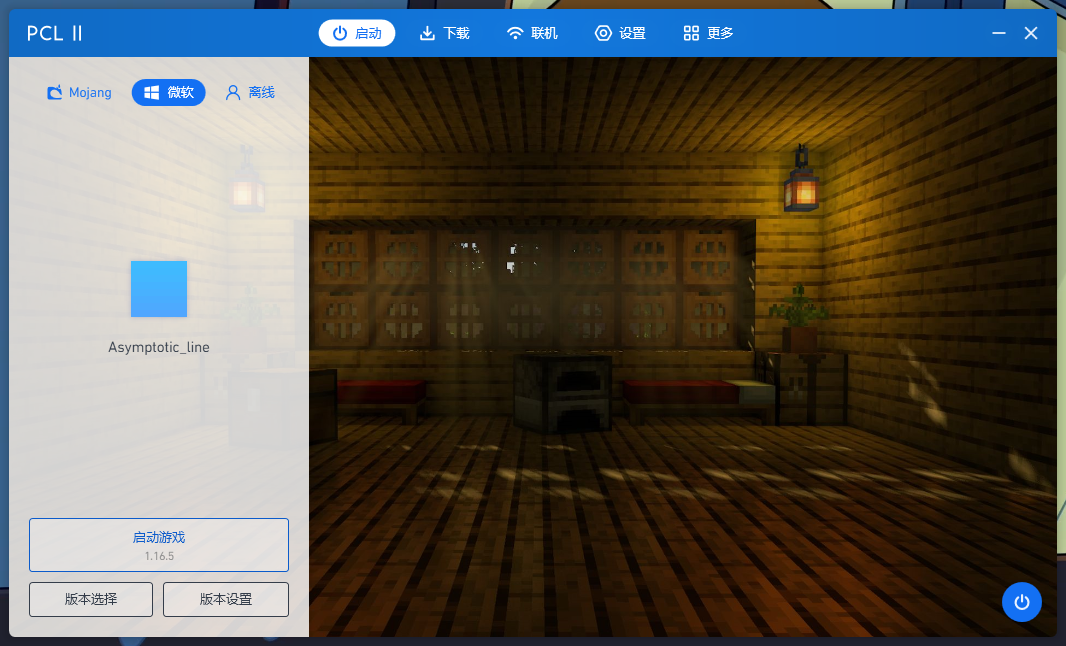 PCL II
启动
下载
联机
设置
更多
Mojang
微软
离线
Asymptotic_line
启动游戏
1.16.5
版本选择
版本设置